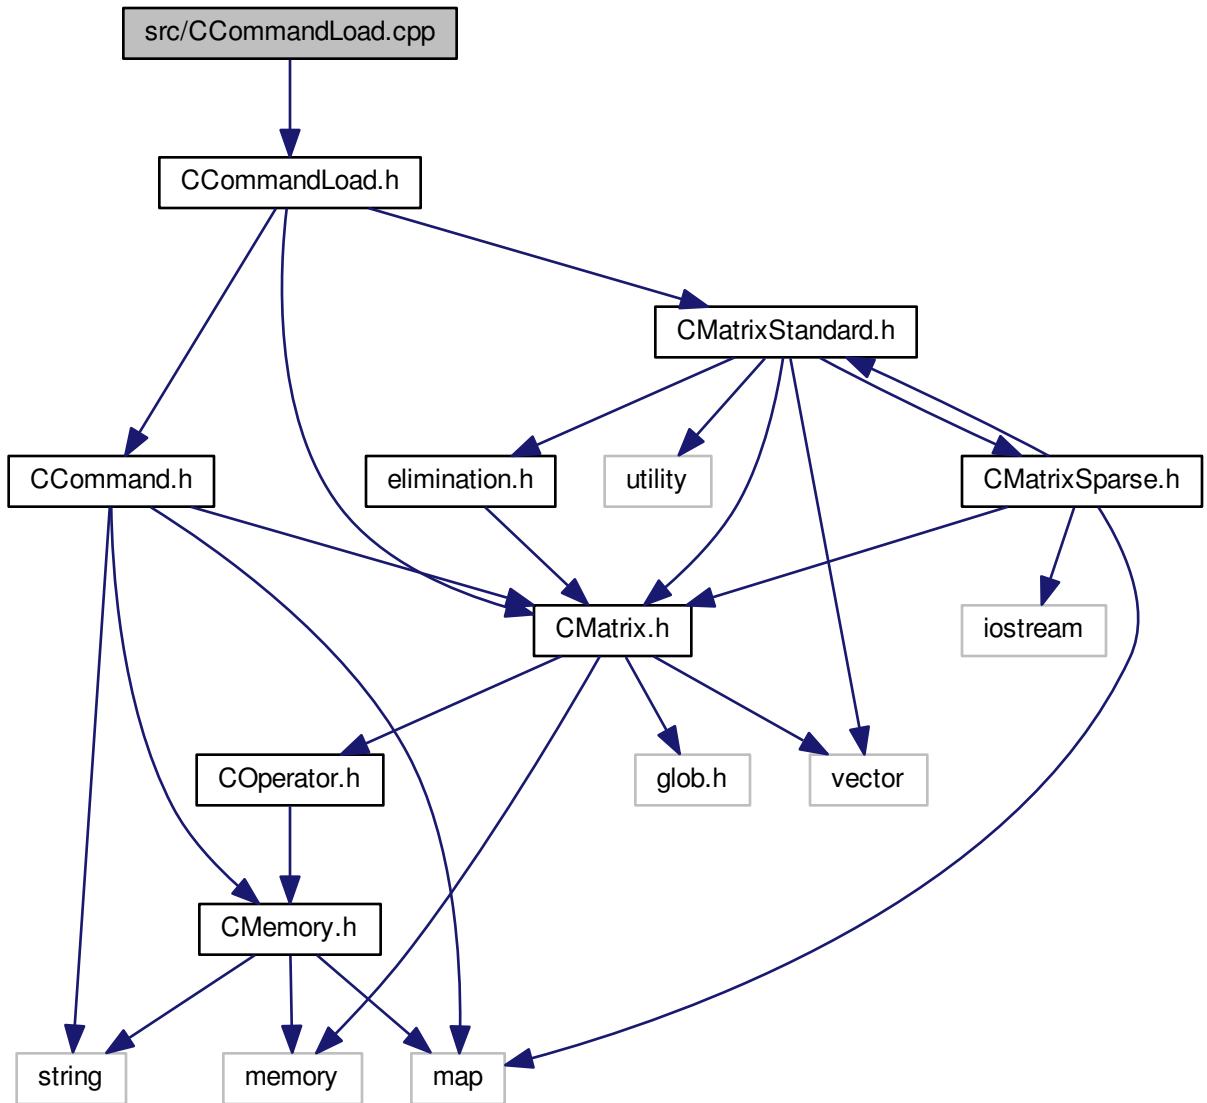 src/CCommandLoad.cpp
CCommandLoad.h
CMatrixStandard.h
CCommand.h
elimination.h
utility
CMatrixSparse.h
CMatrix.h
iostream
COperator.h
glob.h
vector
CMemory.h
string
memory
map